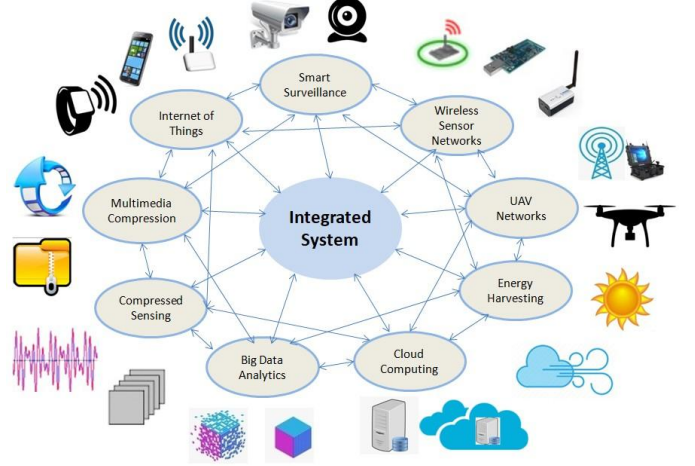 Smart
Surveillance
Internet of
Things
Wireless
Sensor
Networks
Multimedia
Compression
Integrated
System
UAV
Networks
Compressed
Sensing
Energy
Harvesting
Big Data
Analytics
Cloud
Computing